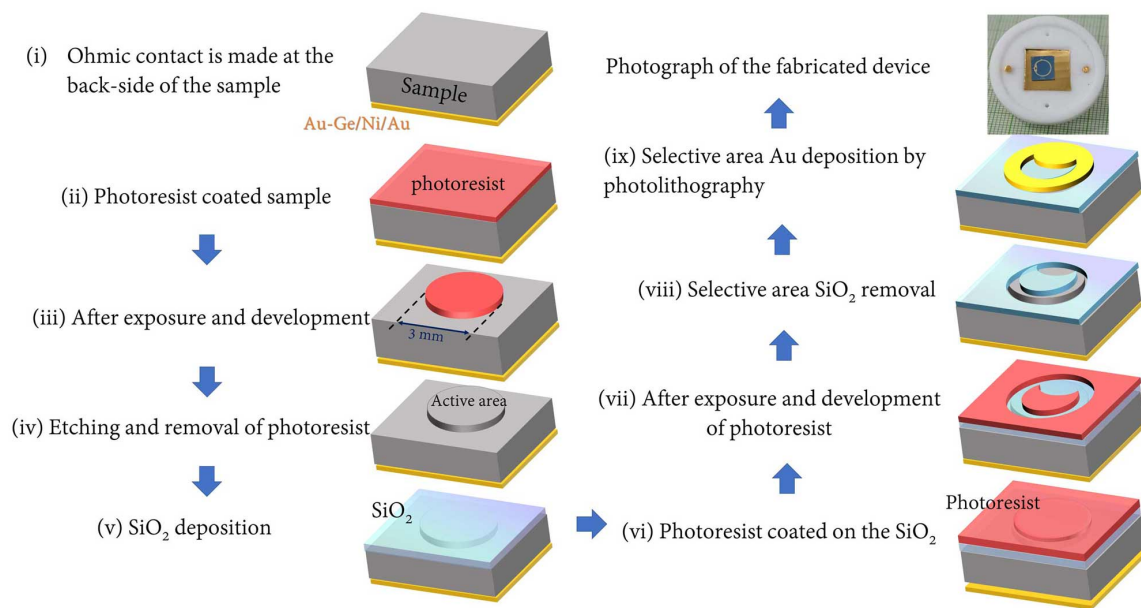 (i) Ohmic contact is made at the
back-side of the sample
Sample
Au-Ge/Ni/Au
(ii) Photoresist coated sample
photoresist
(iii) After exposure and development
3 mm
(iv) Etching and removal of photoresist
Active area
(v) SiO₂ deposition
SiO₂
(vi) Photoresist coated on the SiO₂
Photoresist
(vii) After exposure and development
of photoresist
(viii) Selective area SiO₂ removal
(ix) Selective area Au deposition by
photolithography
Photograph of the fabricated device